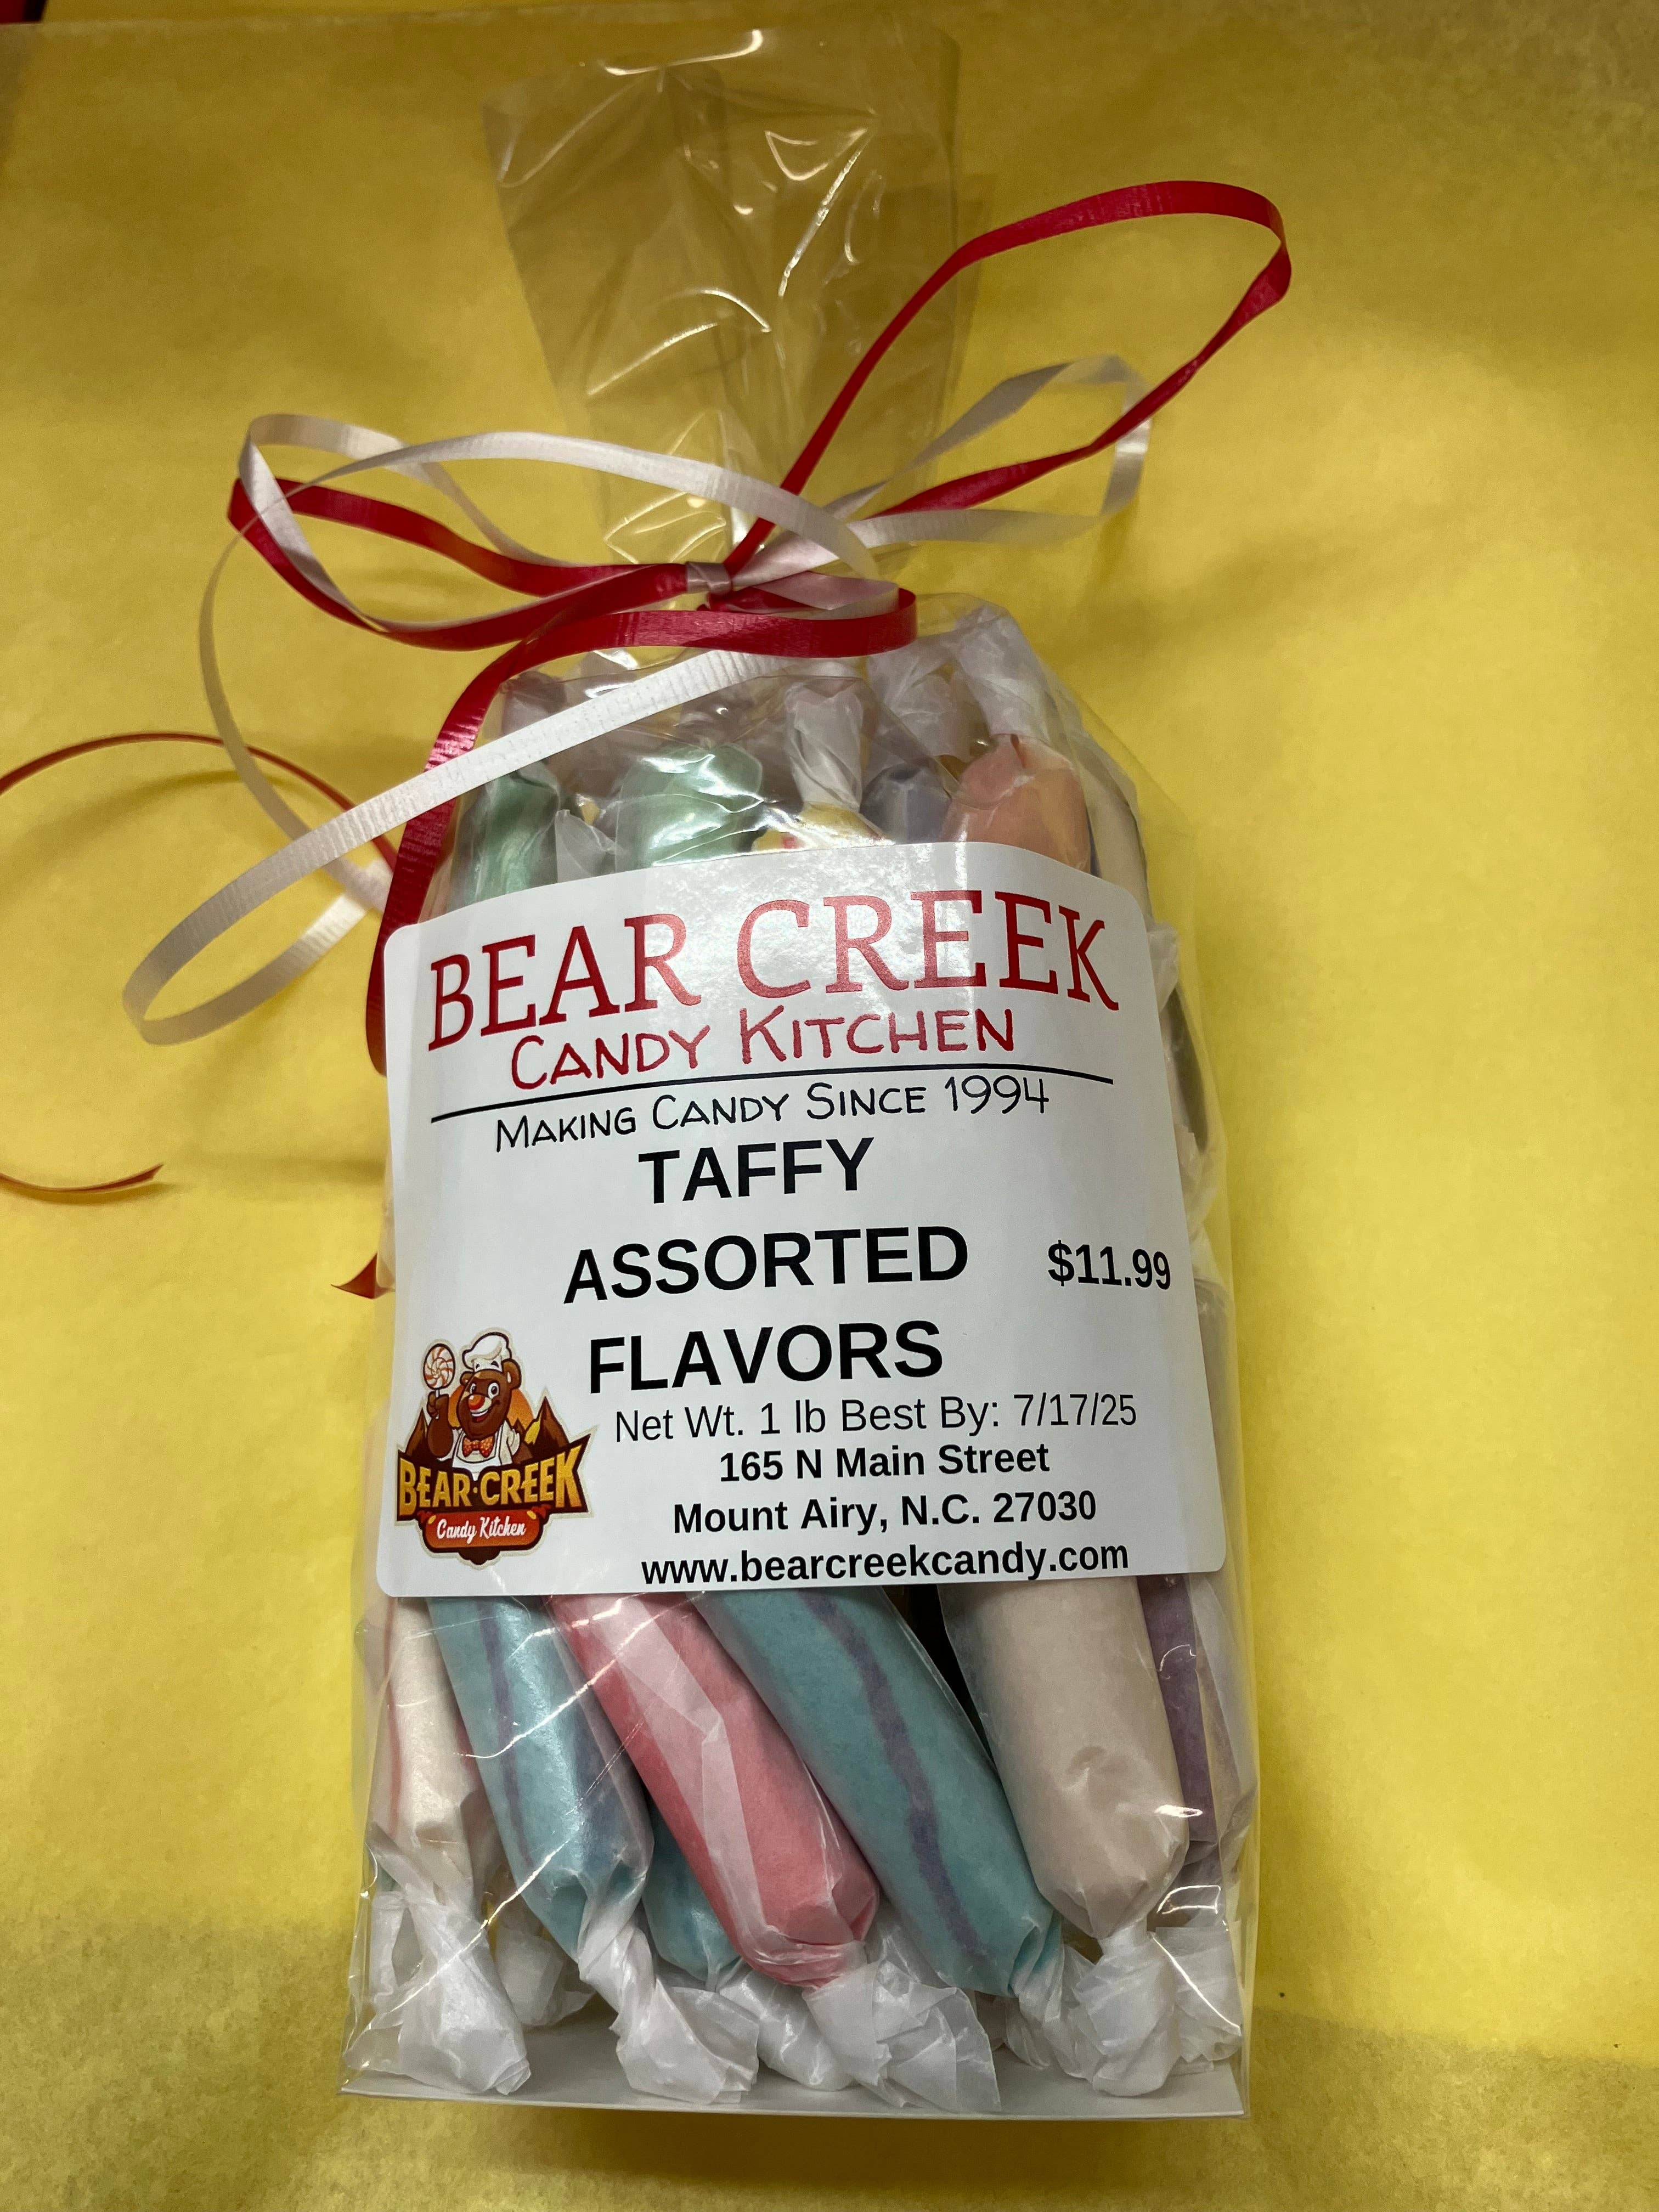 BEAR CREEK
CANDY KITCHEN
MAKING CANDY SINCE 1994
TAFFY
ASSORTED
$11.99
FLAVORS
Net Wt. 1 lb Best By: 7/17/25
165 N Main Street
Mount Airy, N.C. 27030
www.bearcreekcandy.com
BEAR·CREEK
Candy Kitchen